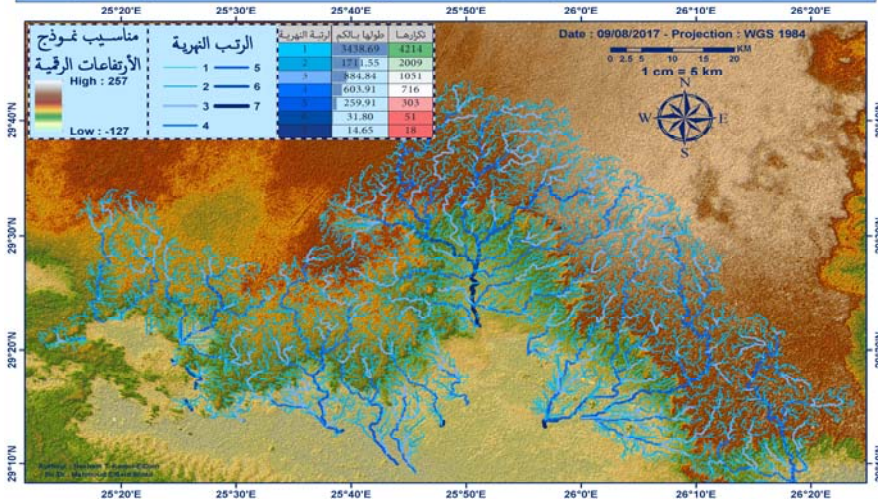 25°20'E 25°30'E 25°40'E 25°50'E 26°0'E 26°10'E 26°20'E
مناسيب نموذج
الأرتفاعات الرقمية
High : 257
Low : -127
الرتب النهرية
1 5
2 6
3 7
4
الرتبة النهرية طولها بالكم تكرارها
1 3438.69 4214
2 1711.55 2009
3 884.84 1051
4 603.91 716
5 259.91 303
31.80 51
14.65 18
Date : 09/08/2017 - Projection : WGS 1984
0 2.5 5 10 15 20 KM
1 cm = 5 km
N
W E
S
29°40'N
29°30'N
29°20'N
29°10'N
25°20'E 25°30'E 25°40'E 25°50'E 26°0'E 26°10'E 26°20'E